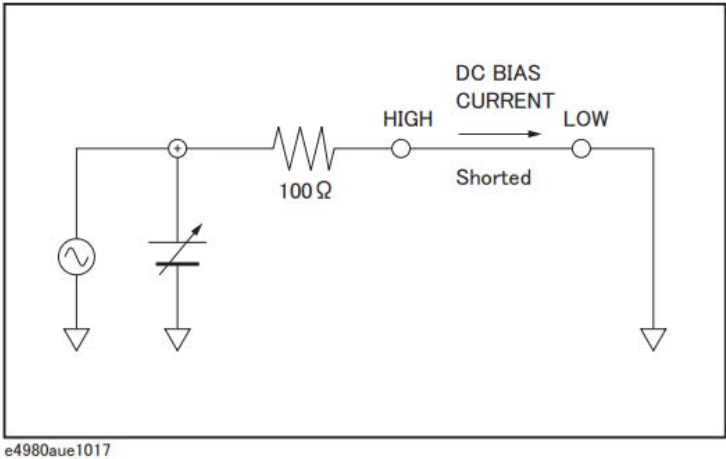 DC BIAS
CURRENT
HIGH
LOW
+
100Ω
Shorted
e4980aue1017